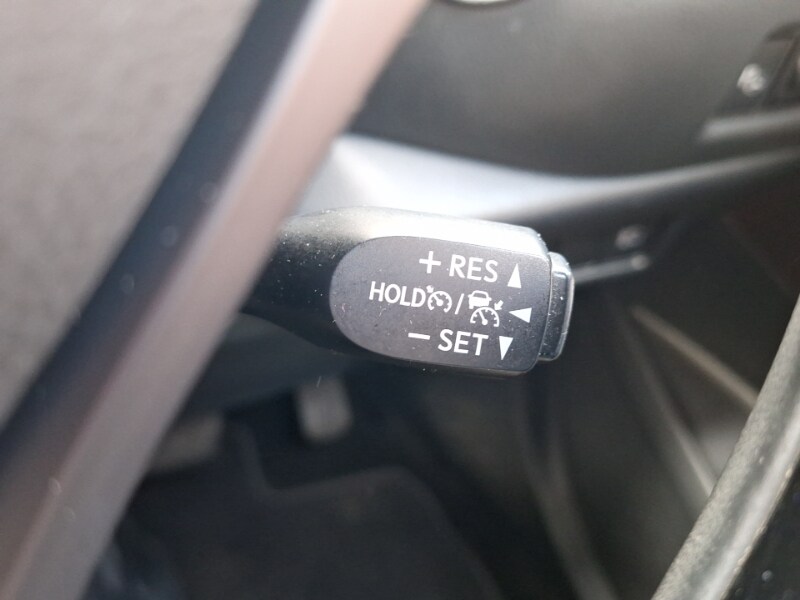 + RES
HOLD /
− SET